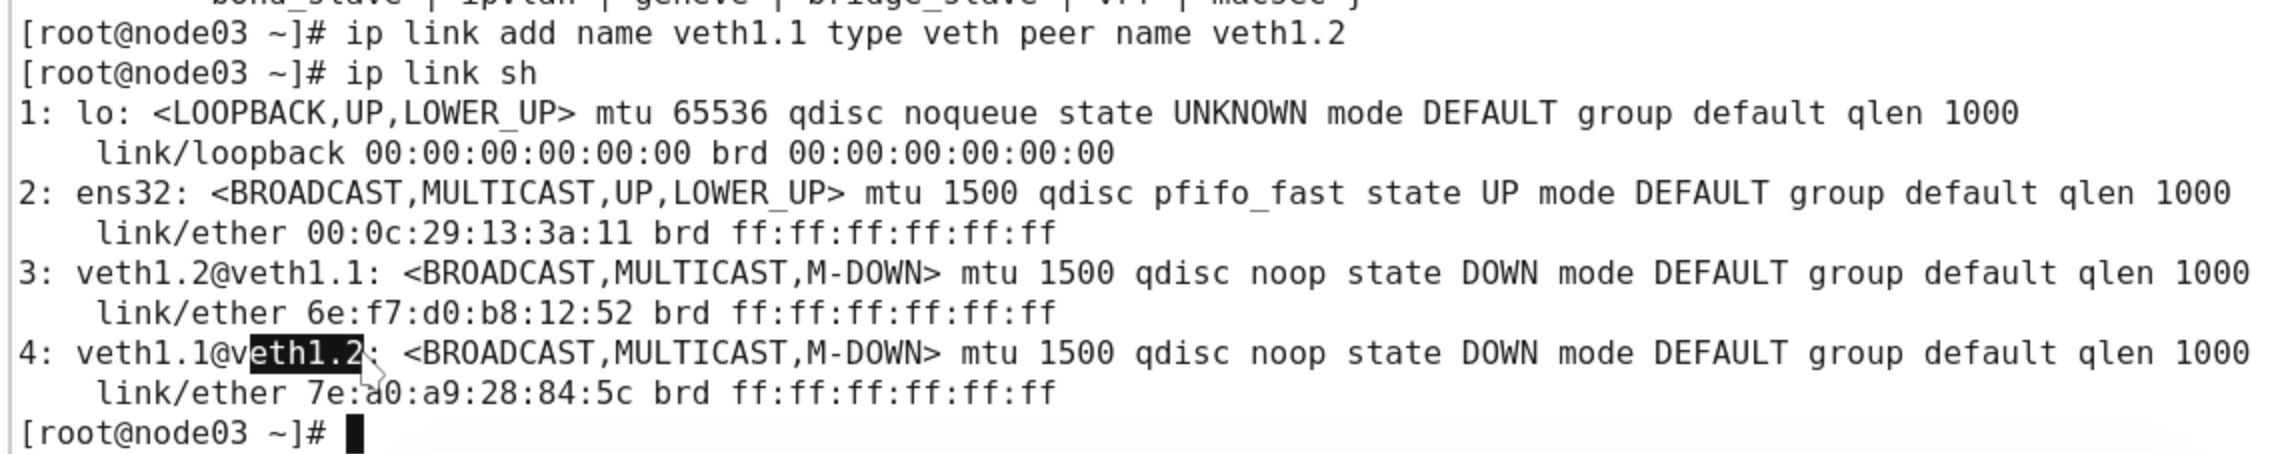 [root@node03 ~]# ip link add name veth1.1 type veth peer name veth1.2
[root@node03 ~]# ip link sh
1: lo: <LOOPBACK,UP,LOWER_UP> mtu 65536 qdisc noqueue state UNKNOWN mode DEFAULT group default qlen 1000
    link/loopback 00:00:00:00:00:00 brd 00:00:00:00:00:00
2: ens32: <BROADCAST,MULTICAST,UP,LOWER_UP> mtu 1500 qdisc pfifo_fast state UP mode DEFAULT group default qlen 1000
    link/ether 00:0c:29:13:3a:11 brd ff:ff:ff:ff:ff:ff
3: veth1.2@veth1.1: <BROADCAST,MULTICAST,M-DOWN> mtu 1500 qdisc noop state DOWN mode DEFAULT group default qlen 1000
    link/ether 6e:f7:d0:b8:12:52 brd ff:ff:ff:ff:ff:ff
4: veth1.1@veth1.2: <BROADCAST,MULTICAST,M-DOWN> mtu 1500 qdisc noop state DOWN mode DEFAULT group default qlen 1000
    link/ether 7e:a0:a9:28:84:5c brd ff:ff:ff:ff:ff:ff
[root@node03 ~]#